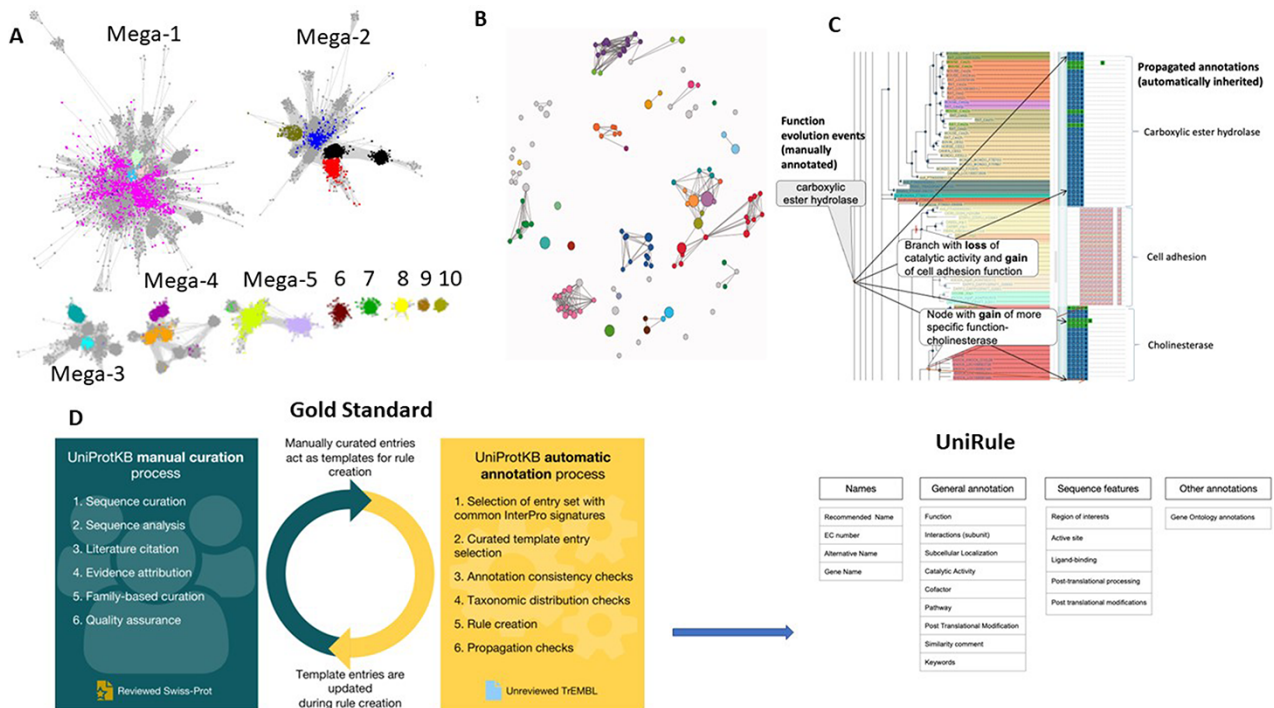 A
Mega-1
Mega-2
Mega-4
Mega-5
6
7
8
9
10
Mega-3
B
C
Function
evolution events
(manually
annotated)
carboxylic
ester hydrolase
Branch with loss of
catalytic activity and gain
of cell adhesion function
Node with gain of more
specific function-
cholinesterase
Propagated annotations
(automatically inherited)
Carboxylic ester hydrolase
Cell adhesion
Cholinesterase
D
Gold Standard
UniProtKB manual curation
process
1. Sequence curation
2. Sequence analysis
3. Literature citation
4. Evidence attribution
5. Family-based curation
6. Quality assurance
Reviewed Swiss-Prot
Manually curated entries
act as templates for rule
creation
Template entries are
updated
during rule creation
UniProtKB automatic
annotation process
1. Selection of entry set with
common InterPro signatures
2. Curated template entry
selection
3. Annotation consistency checks
4. Taxonomic distribution checks
5. Rule creation
6. Propagation checks
Unreviewed TrEMBL
UniRule
Names
Recommended Name
EC number
Alternative Name
Gene Name
General annotation
Function
Interactions (subunit)
Subcellular Localization
Catalytic Activity
Cofactor
Pathway
Post Translational Modification
Similarity comment
Keywords
Sequence features
Region of interests
Active site
Ligand-binding
Post-translational processing
Post translational modifications
Other annotations
Gene Ontology annotations